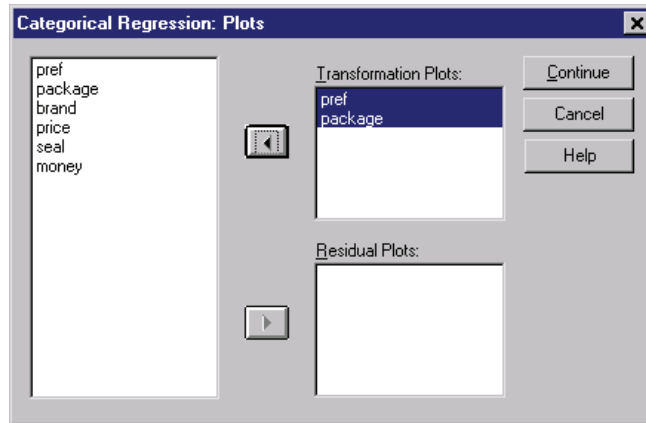 Categorical Regression: Plots
pref
package
brand
price
seal
money
Transformation Plots:
pref
package
Residual Plots:
Continue
Cancel
Help